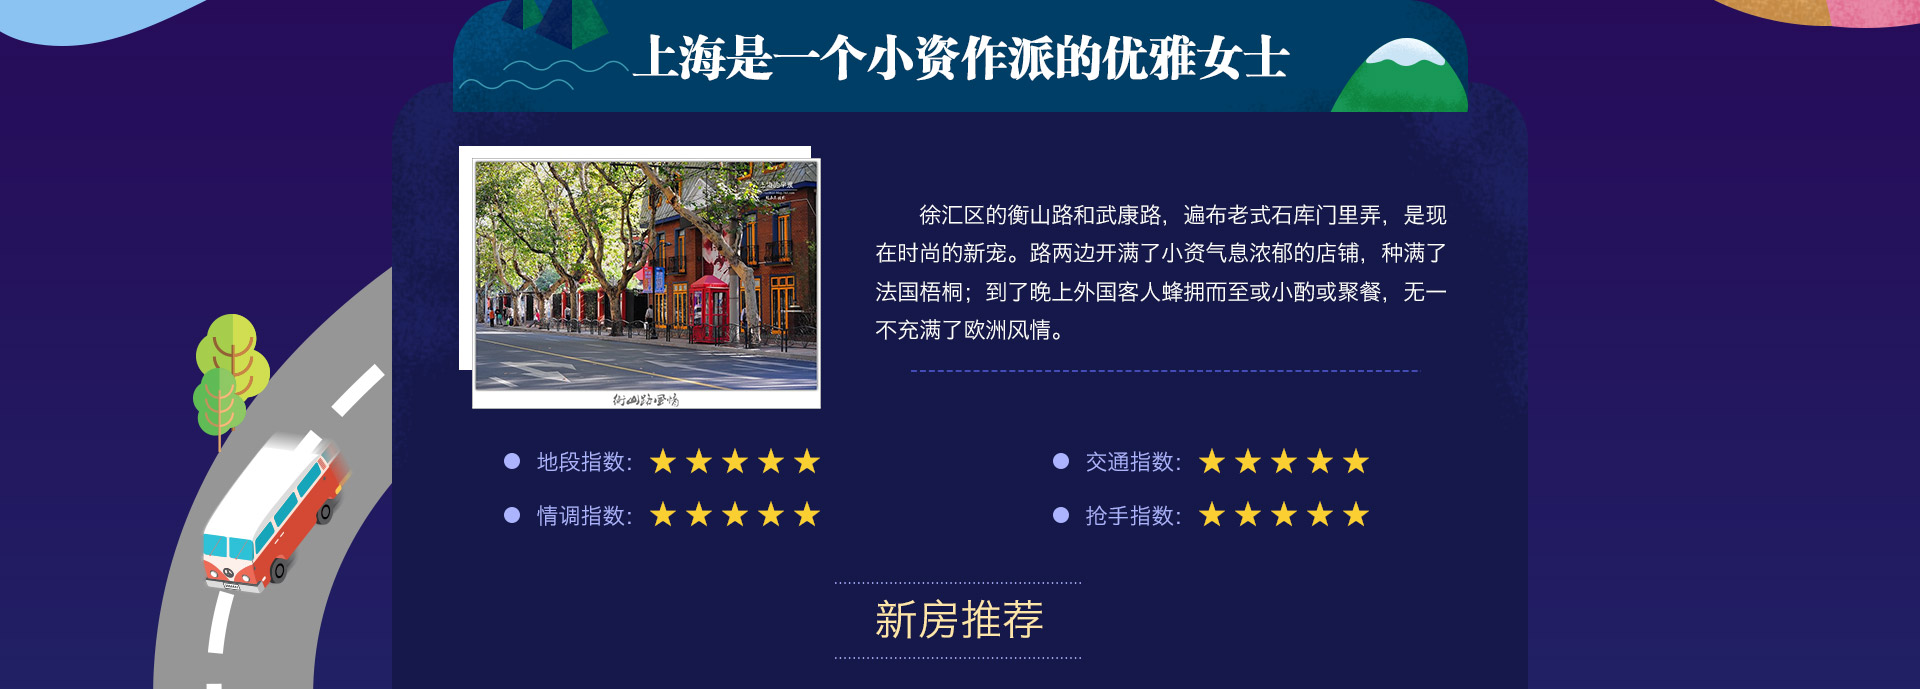 上海是一个小资作派的优雅女士
徐汇区的衡山路和武康路，遍布老式石库门里弄，是现
在时尚的新宠。路两边开满了小资气息浓郁的店铺，种满了
法国梧桐；到了晚上外国客人蜂拥而至或小酌或聚餐，无一
不充满了欧洲风情。
衡山路风情
地段指数：
交通指数：
情调指数：
抢手指数：
新房推荐